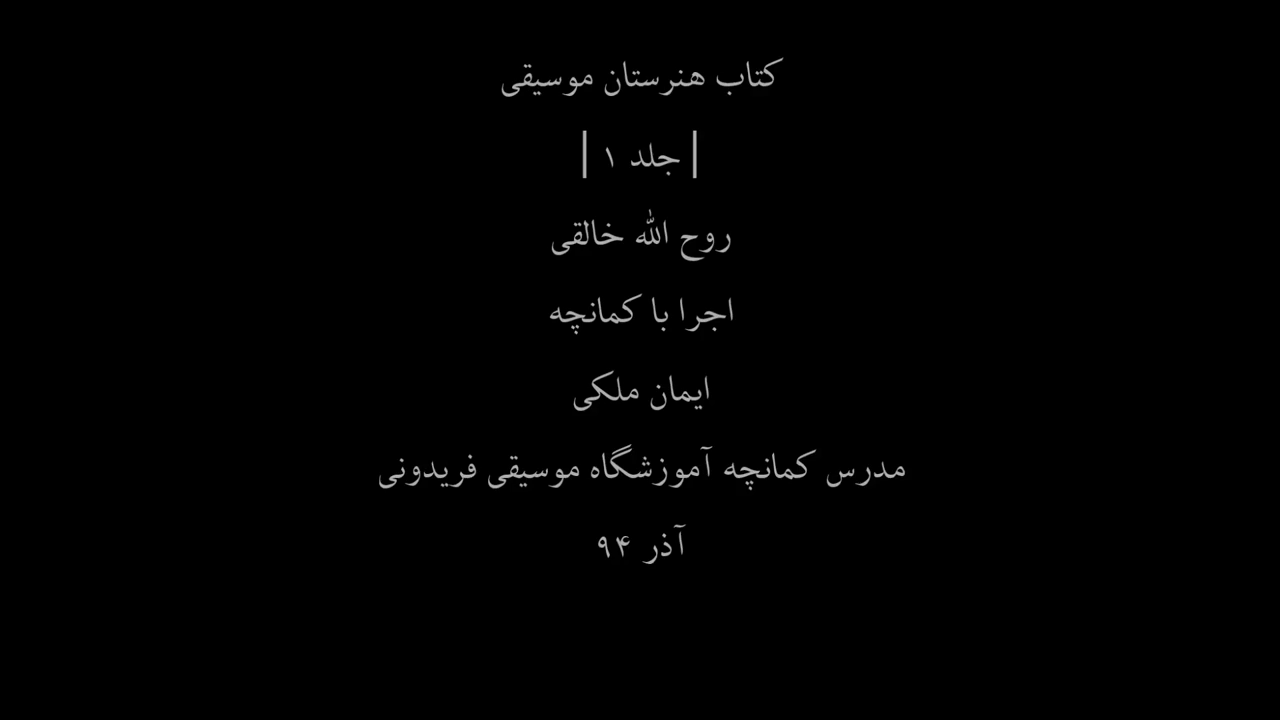 کتاب هنرستان موسیقی
| جلد ۱ |
روح الله خالقی
اجرا با کمانچه
ایمان ملکی
مدرس کمانچه آموزشگاه موسیقی فریدونی
آذر ۹۴